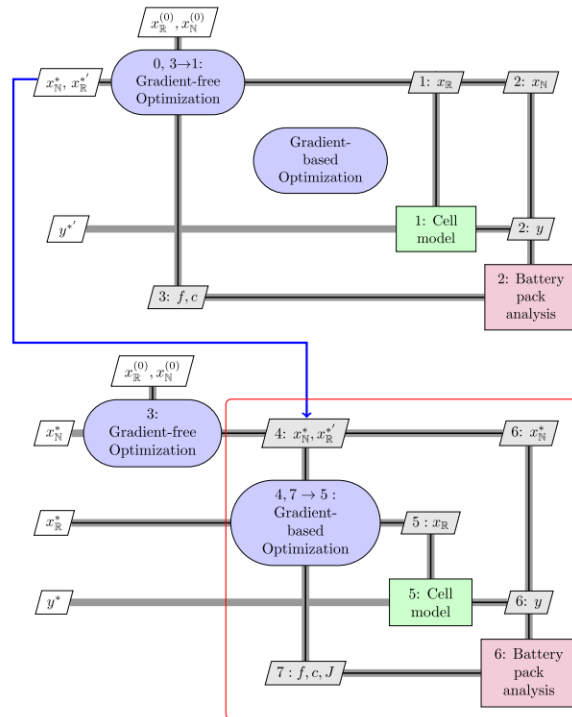 x_ℝ^(0), x_ℕ^(0)
x_ℕ^*, x_ℝ^*′
0, 3→1:
Gradient-free
Optimization
1: x_ℝ
2: x_ℕ
Gradient-
based
Optimization
y^*′
1: Cell
model
2: y
3: f, c
2: Battery
pack
analysis
x_ℝ^(0), x_ℕ^(0)
x_ℕ^*
3:
Gradient-free
Optimization
4: x_ℕ^*, x_ℝ^*′
6: x_ℕ^*
x_ℝ^*
4, 7 → 5 :
Gradient-
based
Optimization
5 : x_ℝ
y^*
5: Cell
model
6: y
7 : f, c, J
6: Battery
pack
analysis